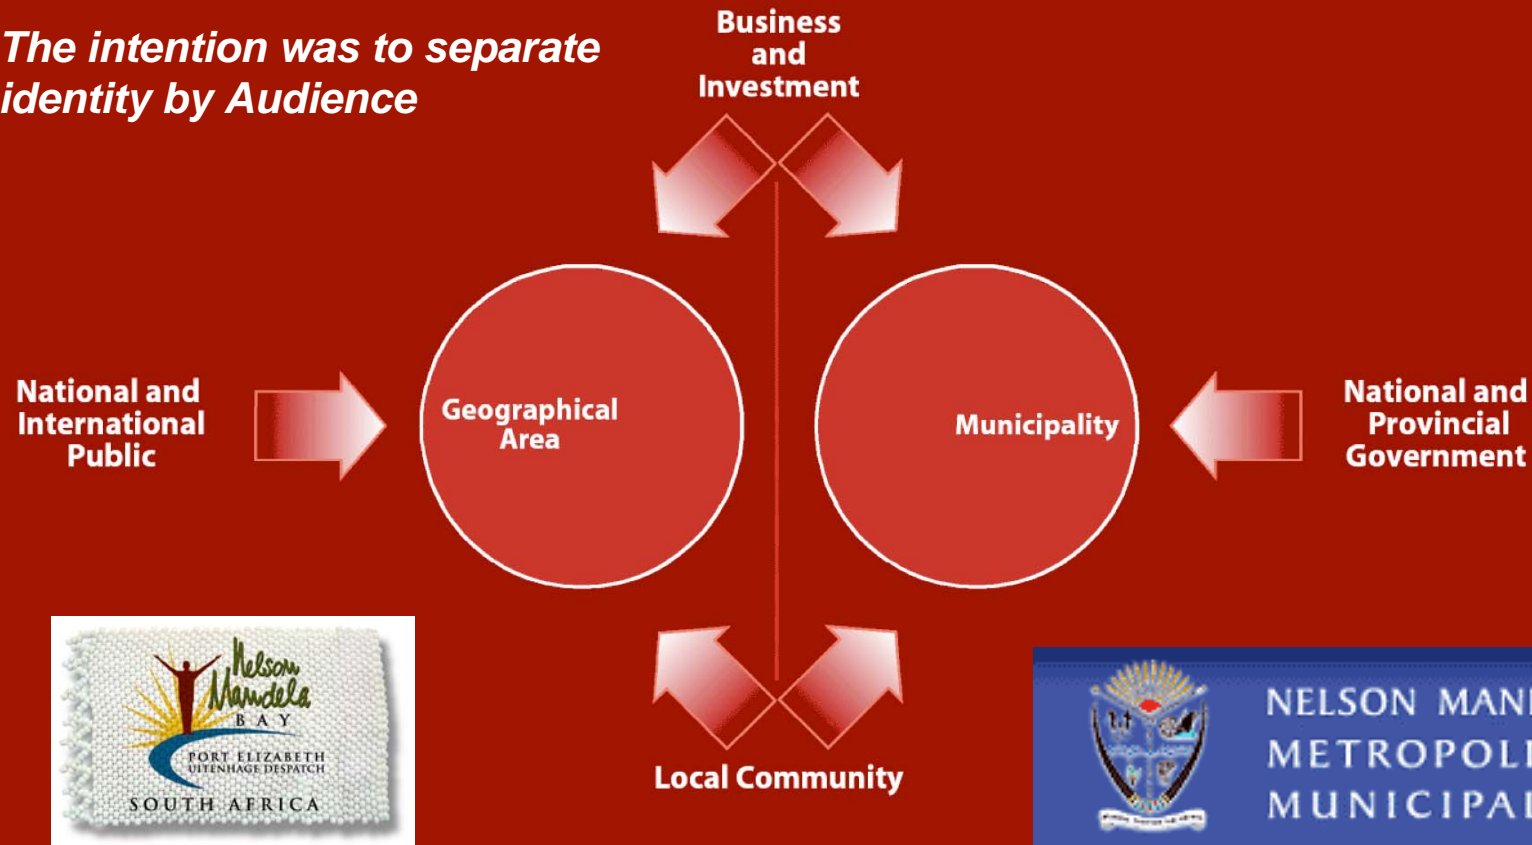 The intention was to separate
identity by Audience
Business
and
Investment
National and
International
Public
Geographical
Area
Municipality
National and
Provincial
Government
Local Community
Nelson
Mandela
BAY
PORT ELIZABETH
UITENHAGE DESPATCH
SOUTH AFRICA
NELSON MAN
METROPOL
MUNICIPAL